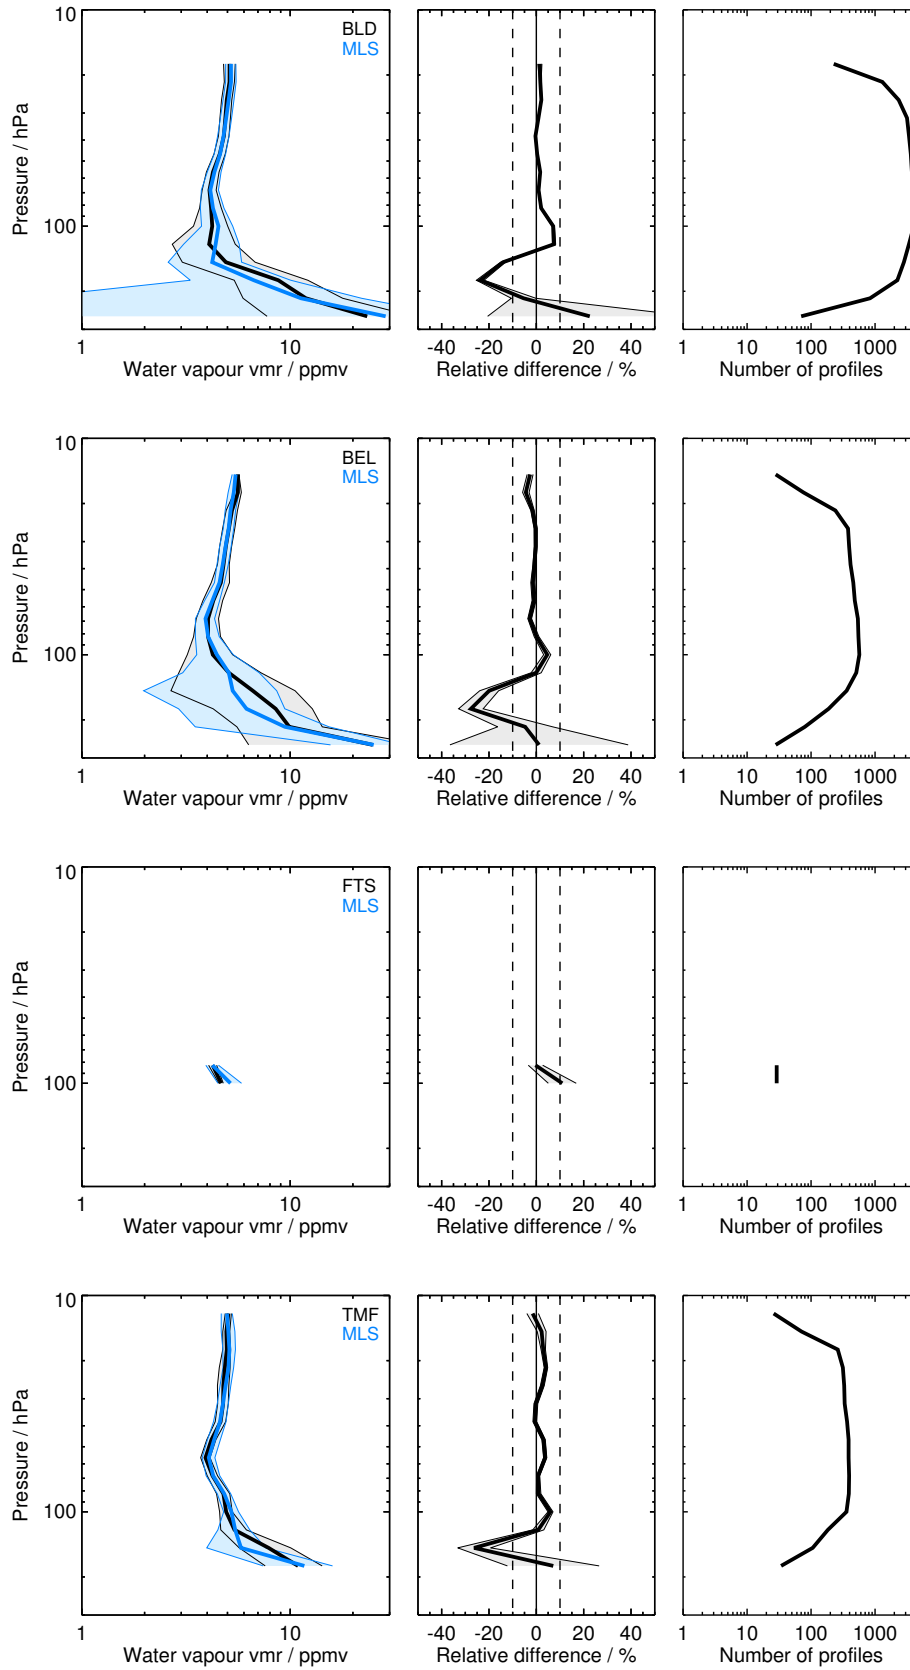 10
100
Pressure / hPa
BLD
MLS
1
10
Water vapour vmr / ppmv
-40 -20 0 20 40
Relative difference / %
1
10
100
1000
Number of profiles
10
100
Pressure / hPa
BEL
MLS
1
10
Water vapour vmr / ppmv
-40 -20 0 20 40
Relative difference / %
1
10
100
1000
Number of profiles
10
100
Pressure / hPa
FTS
MLS
1
10
Water vapour vmr / ppmv
-40 -20 0 20 40
Relative difference / %
1
10
100
1000
Number of profiles
10
100
Pressure / hPa
TMF
MLS
1
10
Water vapour vmr / ppmv
-40 -20 0 20 40
Relative difference / %
1
10
100
1000
Number of profiles